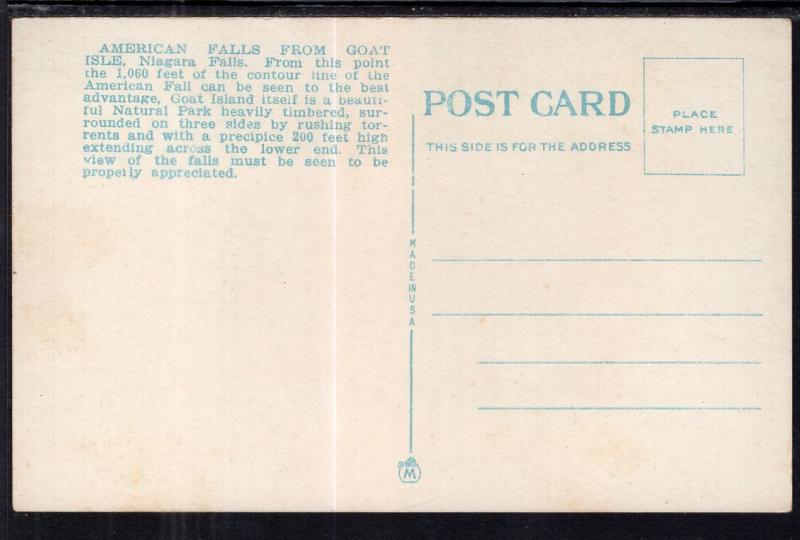 AMERICAN FALLS FROM GOAT
ISLE, Niagara Falls. From this point
the 1,060 feet of the contour line of the
American Fall can be seen to the best
advantage, Goat Island itself is a beauti-
ful Natural Park heavily timbered, sur-
rounded on three sides by rushing tor-
rents and with a precipice 200 feet high
extending across the lower end. This
view of the falls must be seen to be
properly appreciated.
POST CARD
THIS SIDE IS FOR THE ADDRESS
PLACE
STAMP HERE
MADE IN USA
M